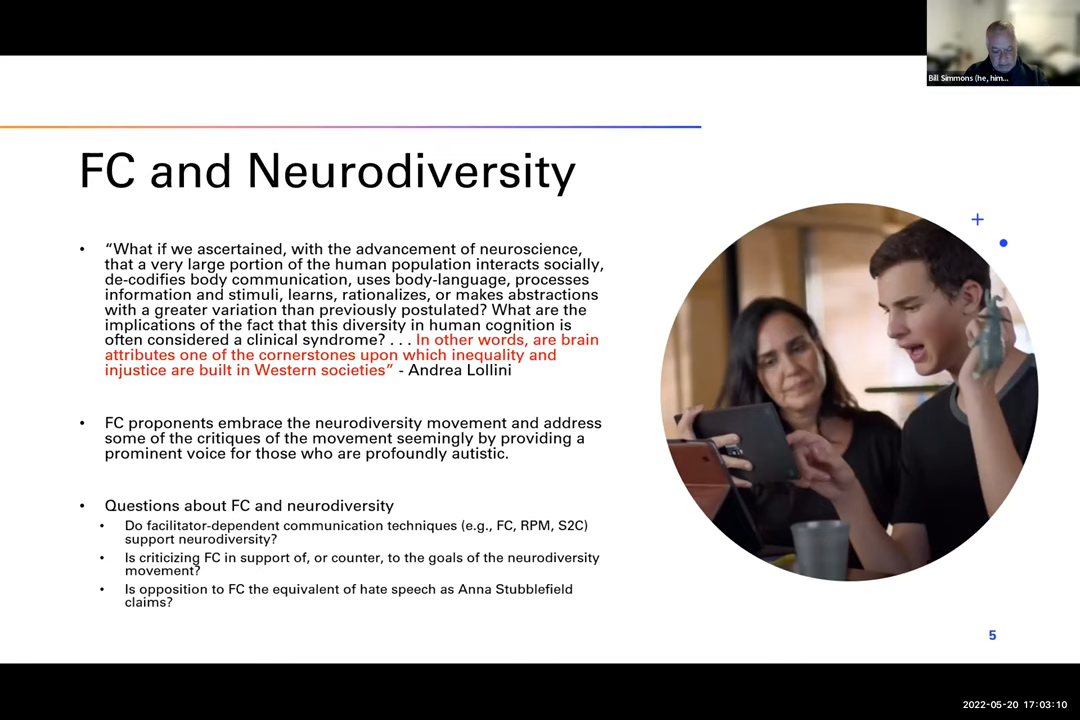 Bill Simmons (he, him...
FC and Neurodiversity
• “What if we ascertained, with the advancement of neuroscience,
that a very large portion of the human population interacts socially,
de-codifies body communication, uses body-language, processes
information and stimuli, learns, rationalizes, or makes abstractions
with a greater variation than previously postulated? What are the
implications of the fact that this diversity in human cognition is
often considered a clinical syndrome? . . . In other words, are brain
attributes one of the cornerstones upon which inequality and
injustice are built in Western societies” - Andrea Lollini
• FC proponents embrace the neurodiversity movement and address
some of the critiques of the movement seemingly by providing a
prominent voice for those who are profoundly autistic.
• Questions about FC and neurodiversity
• Do facilitator-dependent communication techniques (e.g., FC, RPM, S2C)
support neurodiversity?
• Is criticizing FC in support of, or counter, to the goals of the neurodiversity
movement?
• Is opposition to FC the equivalent of hate speech as Anna Stubblefield
claims?
5
2022-05-20 17:03:10